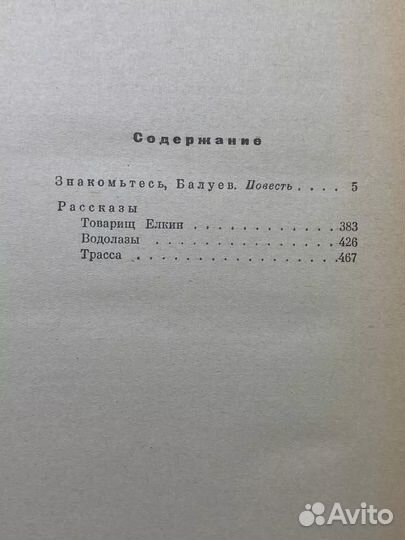 Содержание
Знакомьтесь, Балуев. Повесть . . . . 5
Рассказы
Товарищ Елкин . . . . . . . . . . . . . 383
Водолазы . . . . . . . . . . . . . . . 426
Трасса . . . . . . . . . . . . . . . . 467
Avito